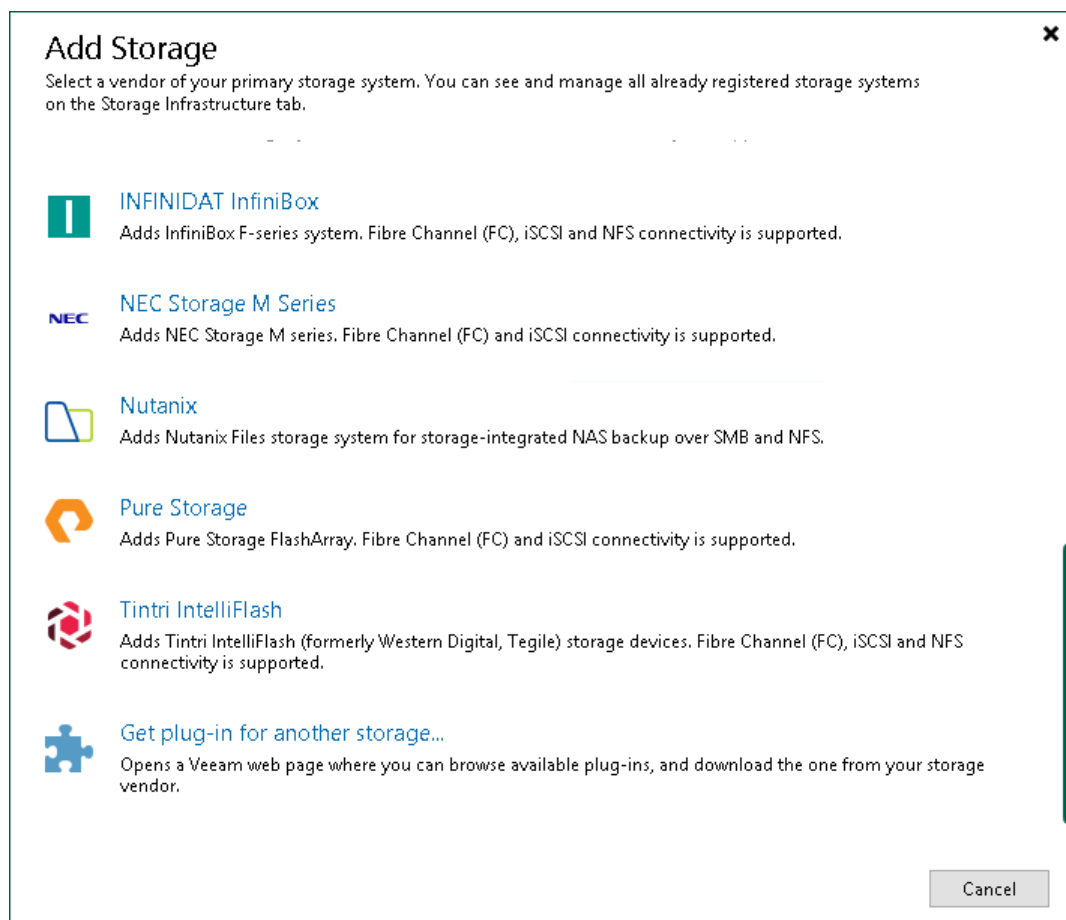 Add Storage
Select a vendor of your primary storage system. You can see and manage all already registered storage systems
on the Storage Infrastructure tab.
INFINIDAT InfiniBox
Adds InfiniBox F-series system. Fibre Channel (FC), iSCSI and NFS connectivity is supported.
NEC
NEC Storage M Series
Adds NEC Storage M series. Fibre Channel (FC) and iSCSI connectivity is supported.
Nutanix
Adds Nutanix Files storage system for storage-integrated NAS backup over SMB and NFS.
Pure Storage
Adds Pure Storage FlashArray. Fibre Channel (FC) and iSCSI connectivity is supported.
Tintri IntelliFlash
Adds Tintri IntelliFlash (formerly Western Digital, Tegile) storage devices. Fibre Channel (FC), iSCSI and NFS
connectivity is supported.
Get plug-in for another storage...
Opens a Veeam web page where you can browse available plug-ins, and download the one from your storage
vendor.
Cancel